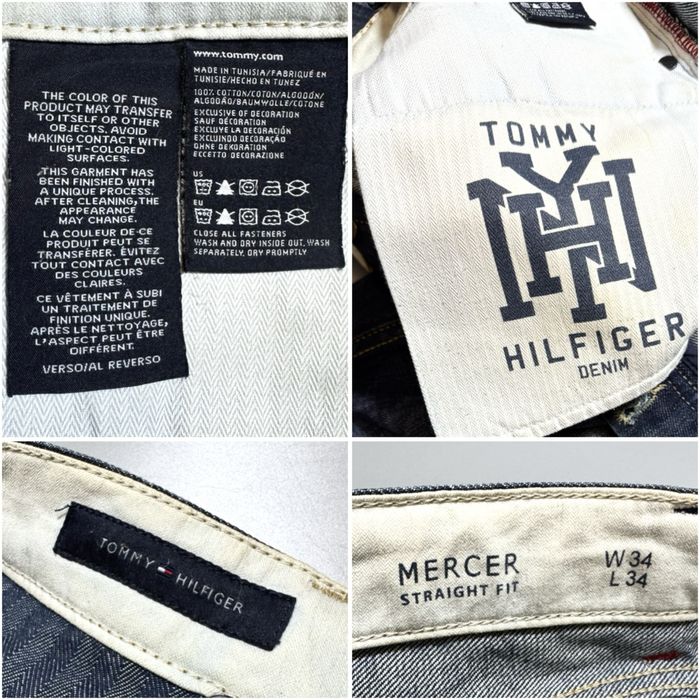 THE COLOR OF THIS
PRODUCT MAY TRANSFER
TO ITSELF OR OTHER
OBJECTS. AVOID
MAKING CONTACT WITH
LIGHT-COLORED
SURFACES.
THIS GARMENT HAS
BEEN FINISHED WITH
A UNIQUE PROCESS.
AFTER CLEANING, THE
APPEARANCE
MAY CHANGE.
LA COULEUR DE CE
PRODUIT PEUT SE
TRANSFÉRER. ÉVITEZ
TOUT CONTACT AVEC
DES COULEURS
CLAIRES.
CE VÊTEMENT À SUBI
UN TRAITEMENT DE
FINITION UNIQUE.
APRÈS LE NETTOYAGE,
L'ASPECT PEUT ÊTRE
DIFFÉRENT.
VERSO/AL REVERSO
www.tommy.com
MADE IN TUNISIA/FABRIQUÉ EN
TUNISIE/HECHO EN TUNEZ
100% COTTON/COTON/ALGODÓN/
ALGODÃO/BAUMWOLLE/COTONE
EXCLUSIVE OF DECORATION
SAUF DÉCORATION
EXCLUYE LA DECORACIÓN
EXCLUINDO DECORAÇÃO
OHNE DEKORATION
ECCETTO DECORAZIONE
US
EU
CLOSE ALL FASTENERS
WASH AND DRY INSIDE OUT, WASH
SEPARATELY, DRY PROMPTLY
TOMMY
HILFIGER
DENIM
TOMMY HILFIGER
MERCER
STRAIGHT FIT
W 34
L 34